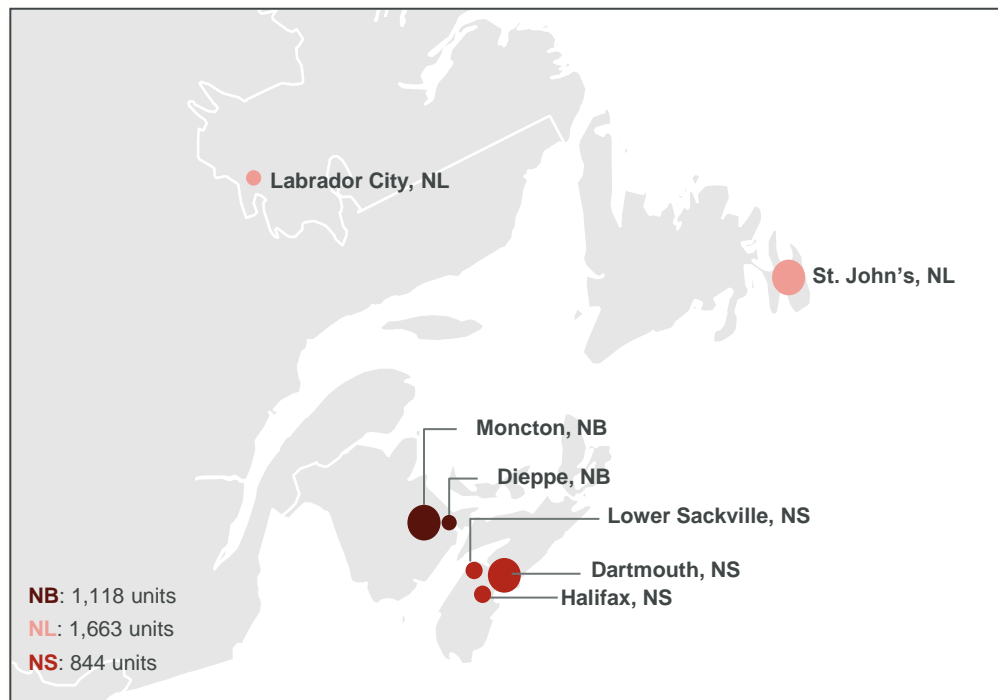 Labrador City, NL
St. John’s, NL
Moncton, NB
Dieppe, NB
Lower Sackville, NS
Dartmouth, NS
Halifax, NS
NB: 1,118 units
NL: 1,663 units
NS: 844 units